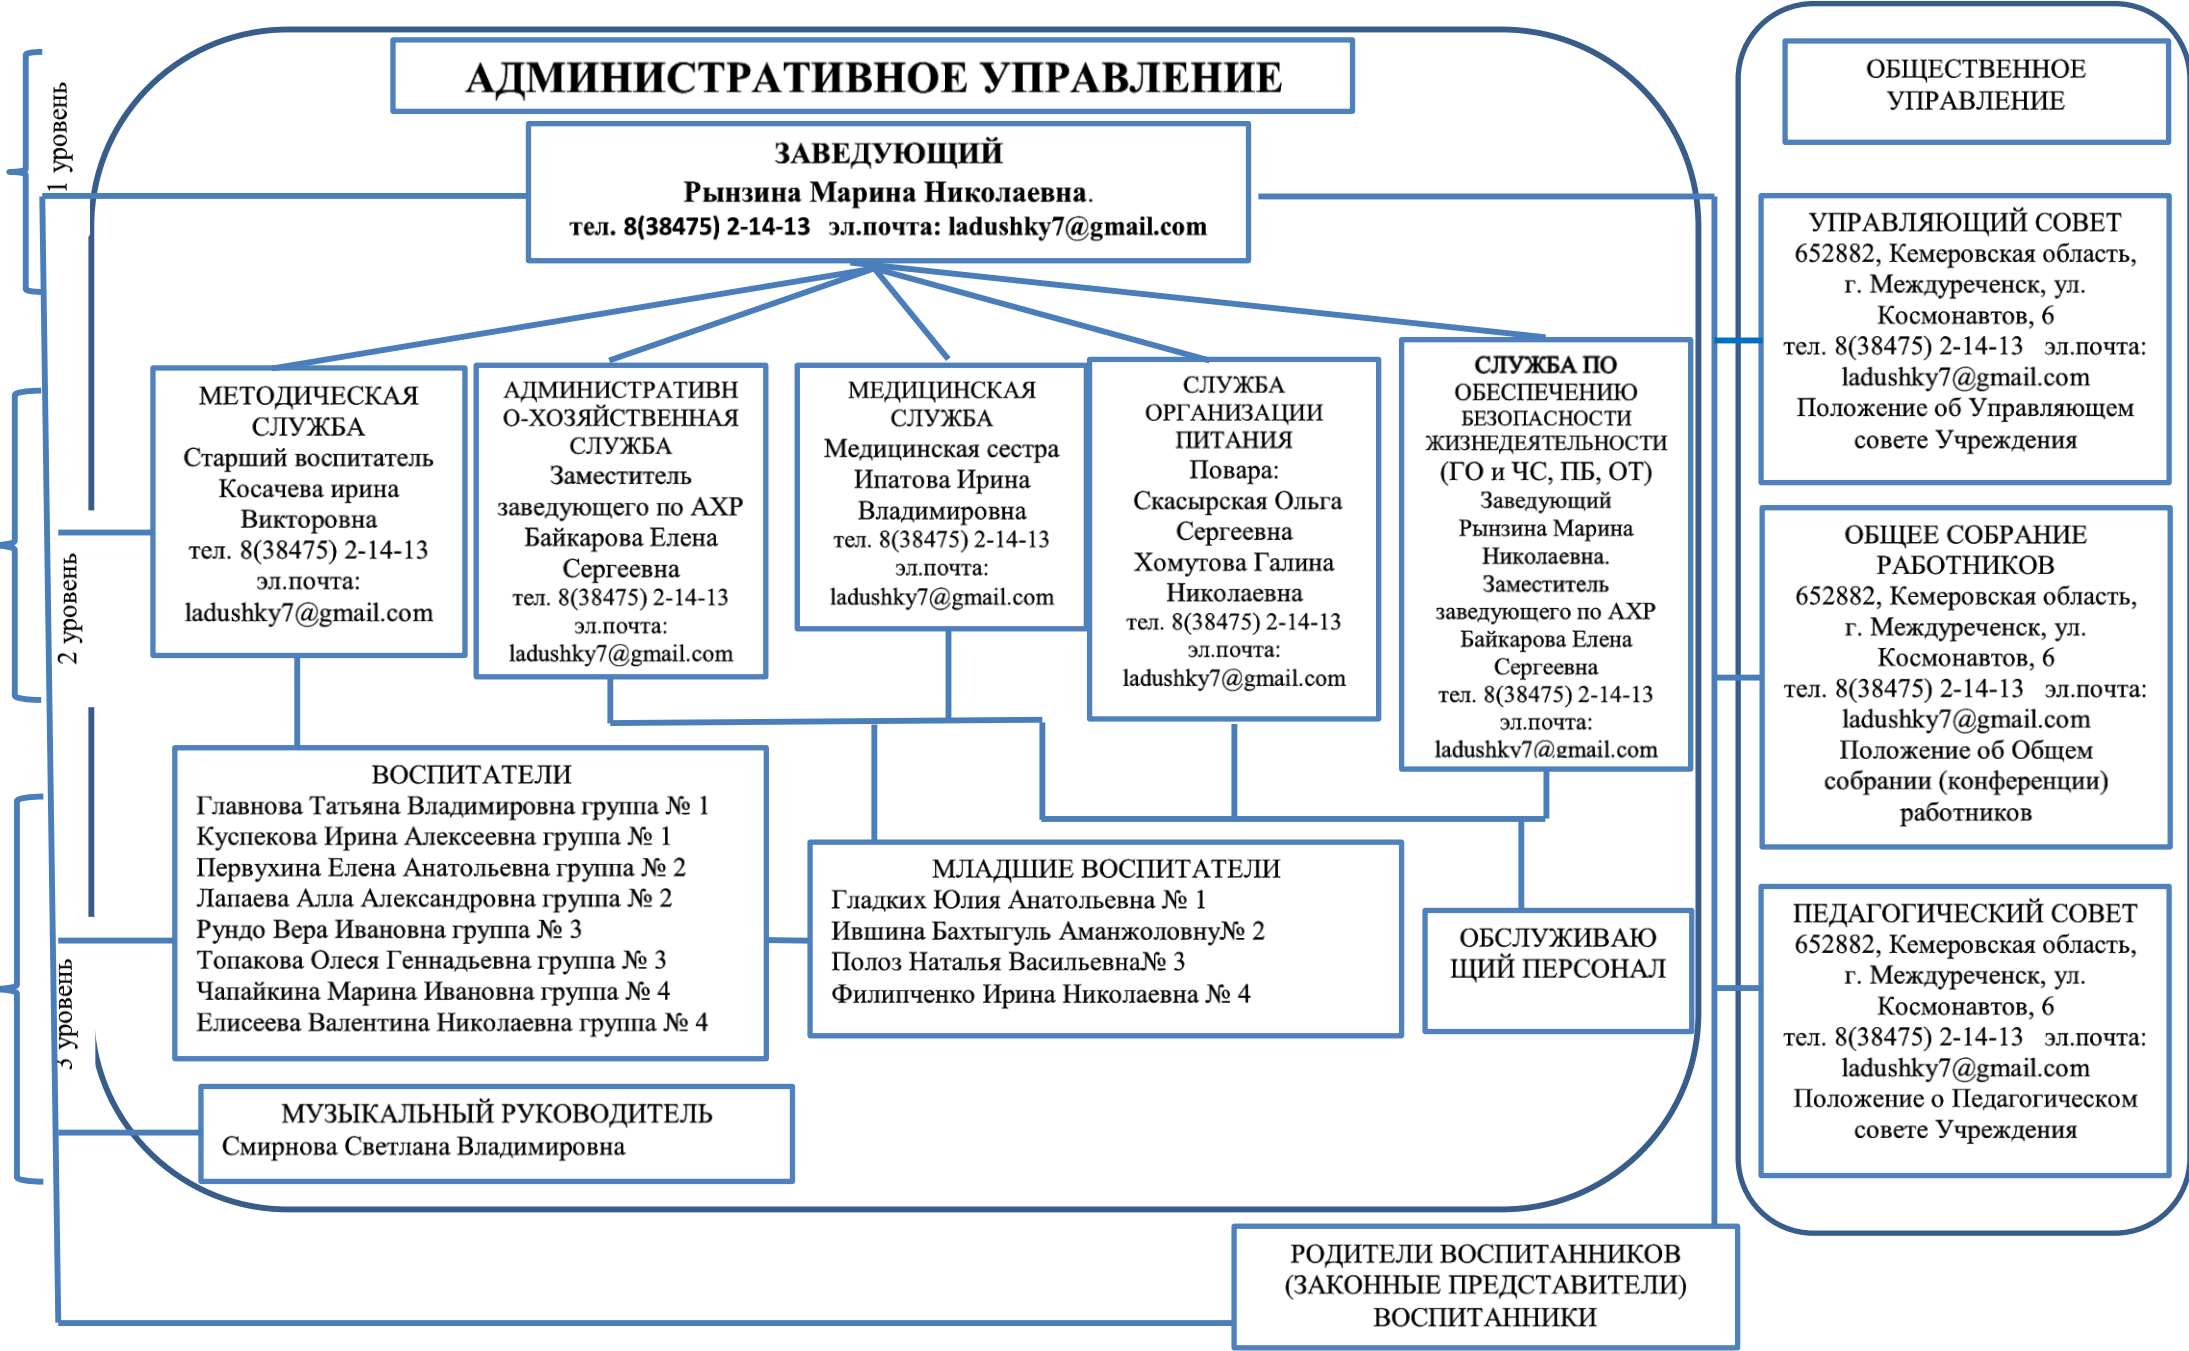 АДМИНИСТРАТИВНОЕ УПРАВЛЕНИЕ
ЗАВЕДУЮЩИЙ
Рынзина Марина Николаевна.
тел. 8(38475) 2-14-13 эл.почта: ladushky7@gmail.com
1 уровень
2 уровень
3 уровень
МЕТОДИЧЕСКАЯ
СЛУЖБА
Старший воспитатель
Косачева ирина
Викторовна
тел. 8(38475) 2-14-13
эл.почта:
ladushky7@gmail.com
АДМИНИСТРАТИВН
О-ХОЗЯЙСТВЕННАЯ
СЛУЖБА
Заместитель
заведующего по АХР
Байкарова Елена
Сергеевна
тел. 8(38475) 2-14-13
эл.почта:
ladushky7@gmail.com
МЕДИЦИНСКАЯ
СЛУЖБА
Медицинская сестра
Ипатова Ирина
Владимировна
тел. 8(38475) 2-14-13
эл.почта:
ladushky7@gmail.com
СЛУЖБА
ОРГАНИЗАЦИИ
ПИТАНИЯ
Повара:
Скасырская Ольга
Сергеевна
Хомутова Галина
Николаевна
тел. 8(38475) 2-14-13
эл.почта:
ladushky7@gmail.com
СЛУЖБА ПО
ОБЕСПЕЧЕНИЮ
БЕЗОПАСНОСТИ
ЖИЗНЕДЕЯТЕЛЬНОСТИ
(ГО и ЧС, ПБ, ОТ)
Заведующий
Рынзина Марина
Николаевна.
Заместитель
заведующего по АХР
Байкарова Елена
Сергеевна
тел. 8(38475) 2-14-13
эл.почта:
ladushky7@gmail.com
ВОСПИТАТЕЛИ
Главнова Татьяна Владимировна группа № 1
Куспекова Ирина Алексеевна группа № 1
Первухина Елена Анатольевна группа № 2
Лапаева Алла Александровна группа № 2
Рундо Вера Ивановна группа № 3
Топакова Олеся Геннадьевна группа № 3
Чапайкина Марина Ивановна группа № 4
Елисеева Валентина Николаевна группа № 4
МЛАДШИЕ ВОСПИТАТЕЛИ
Гладких Юлия Анатольевна № 1
Ившина Бахтыгуль Аманжоловну№ 2
Полоз Наталья Васильевна№ 3
Филипченко Ирина Николаевна № 4
ОБСЛУЖИВАЮ
ЩИЙ ПЕРСОНАЛ
МУЗЫКАЛЬНЫЙ РУКОВОДИТЕЛЬ
Смирнова Светлана Владимировна
РОДИТЕЛИ ВОСПИТАННИКОВ
(ЗАКОННЫЕ ПРЕДСТАВИТЕЛИ)
ВОСПИТАННИКИ
ОБЩЕСТВЕННОЕ
УПРАВЛЕНИЕ
УПРАВЛЯЮЩИЙ СОВЕТ
652882, Кемеровская область,
г. Междуреченск, ул.
Космонавтов, 6
тел. 8(38475) 2-14-13 эл.почта:
ladushky7@gmail.com
Положение об Управляющем
совете Учреждения
ОБЩЕЕ СОБРАНИЕ
РАБОТНИКОВ
652882, Кемеровская область,
г. Междуреченск, ул.
Космонавтов, 6
тел. 8(38475) 2-14-13 эл.почта:
ladushky7@gmail.com
Положение об Общем
собрании (конференции)
работников
ПЕДАГОГИЧЕСКИЙ СОВЕТ
652882, Кемеровская область,
г. Междуреченск, ул.
Космонавтов, 6
тел. 8(38475) 2-14-13 эл.почта:
ladushky7@gmail.com
Положение о Педагогическом
совете Учреждения